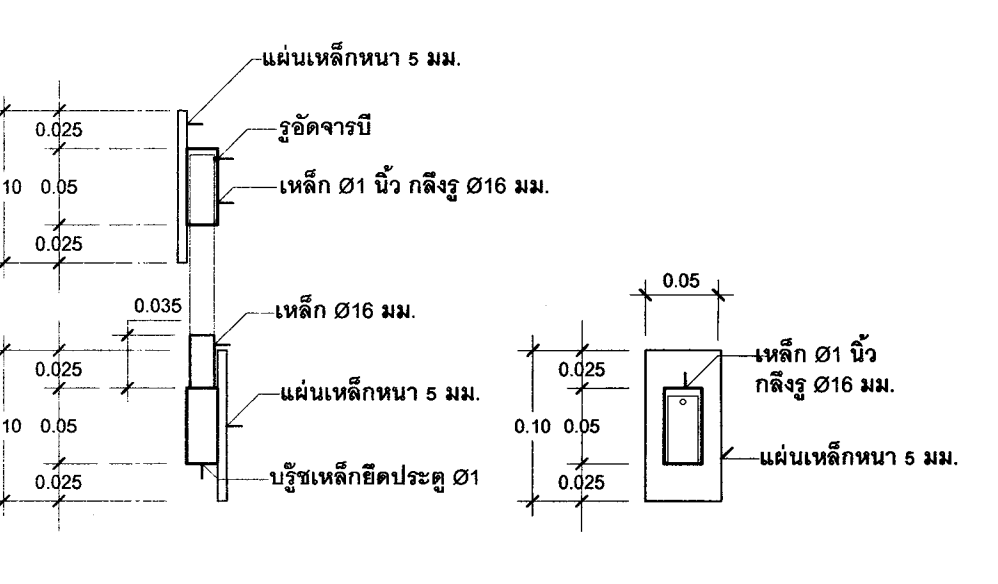 แผ่นเหล็กหนา 5 มม.
0.025
รูอัดจารบี
10 0.05
เหล็ก Ø1 นิ้ว กลึงรู Ø16 มม.
0.025
0.035
เหล็ก Ø16 มม.
0.025
แผ่นเหล็กหนา 5 มม.
10 0.05
0.025
บรู๊ชเหล็กยึดประตู Ø1
0.05
เหล็ก Ø1 นิ้ว
กลึงรู Ø16 มม.
0.025
0.10 0.05
แผ่นเหล็กหนา 5 มม.
0.025